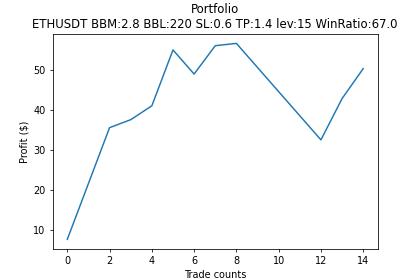 Portfolio
ETHUSDT BBM:2.8 BBL:220 SL:0.6 TP:1.4 lev:15 WinRatio:67.0
50
40
30
20
10
Profit ($)
0 2 4 6 8 10 12 14
Trade counts